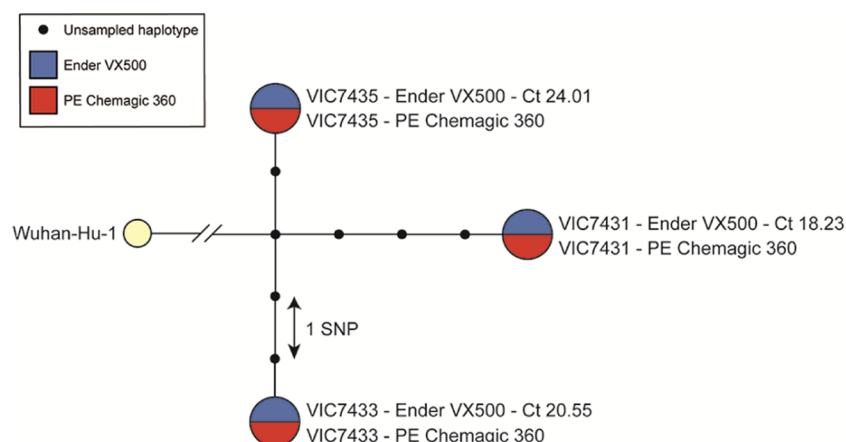 Unsampled haplotype
Ender VX500
PE Chemagic 360
VIC7435 - Ender VX500 - Ct 24.01
VIC7435 - PE Chemagic 360
Wuhan-Hu-1
VIC7431 - Ender VX500 - Ct 18.23
VIC7431 - PE Chemagic 360
1 SNP
VIC7433 - Ender VX500 - Ct 20.55
VIC7433 - PE Chemagic 360